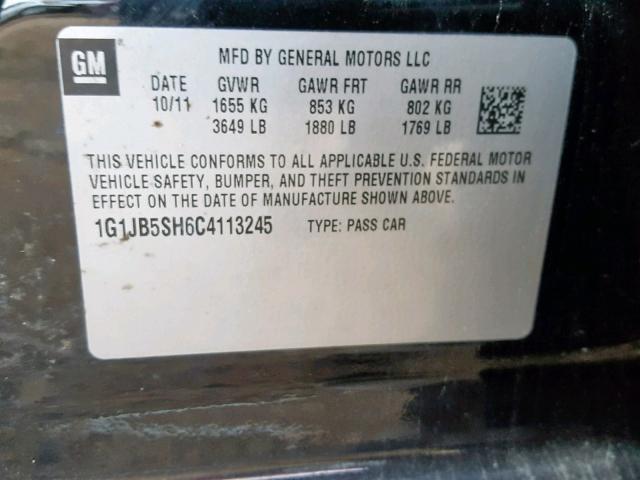 GM
MFD BY GENERAL MOTORS LLC
DATE GVWR GAWR FRT GAWR RR
10/11 1655 KG 853 KG 802 KG
3649 LB 1880 LB 1769 LB
THIS VEHICLE CONFORMS TO ALL APPLICABLE U.S. FEDERAL MOTOR
VEHICLE SAFETY, BUMPER, AND THEFT PREVENTION STANDARDS IN
EFFECT ON THE DATE OF MANUFACTURE SHOWN ABOVE.
1G1JB5SH6C4113245 TYPE: PASS CAR